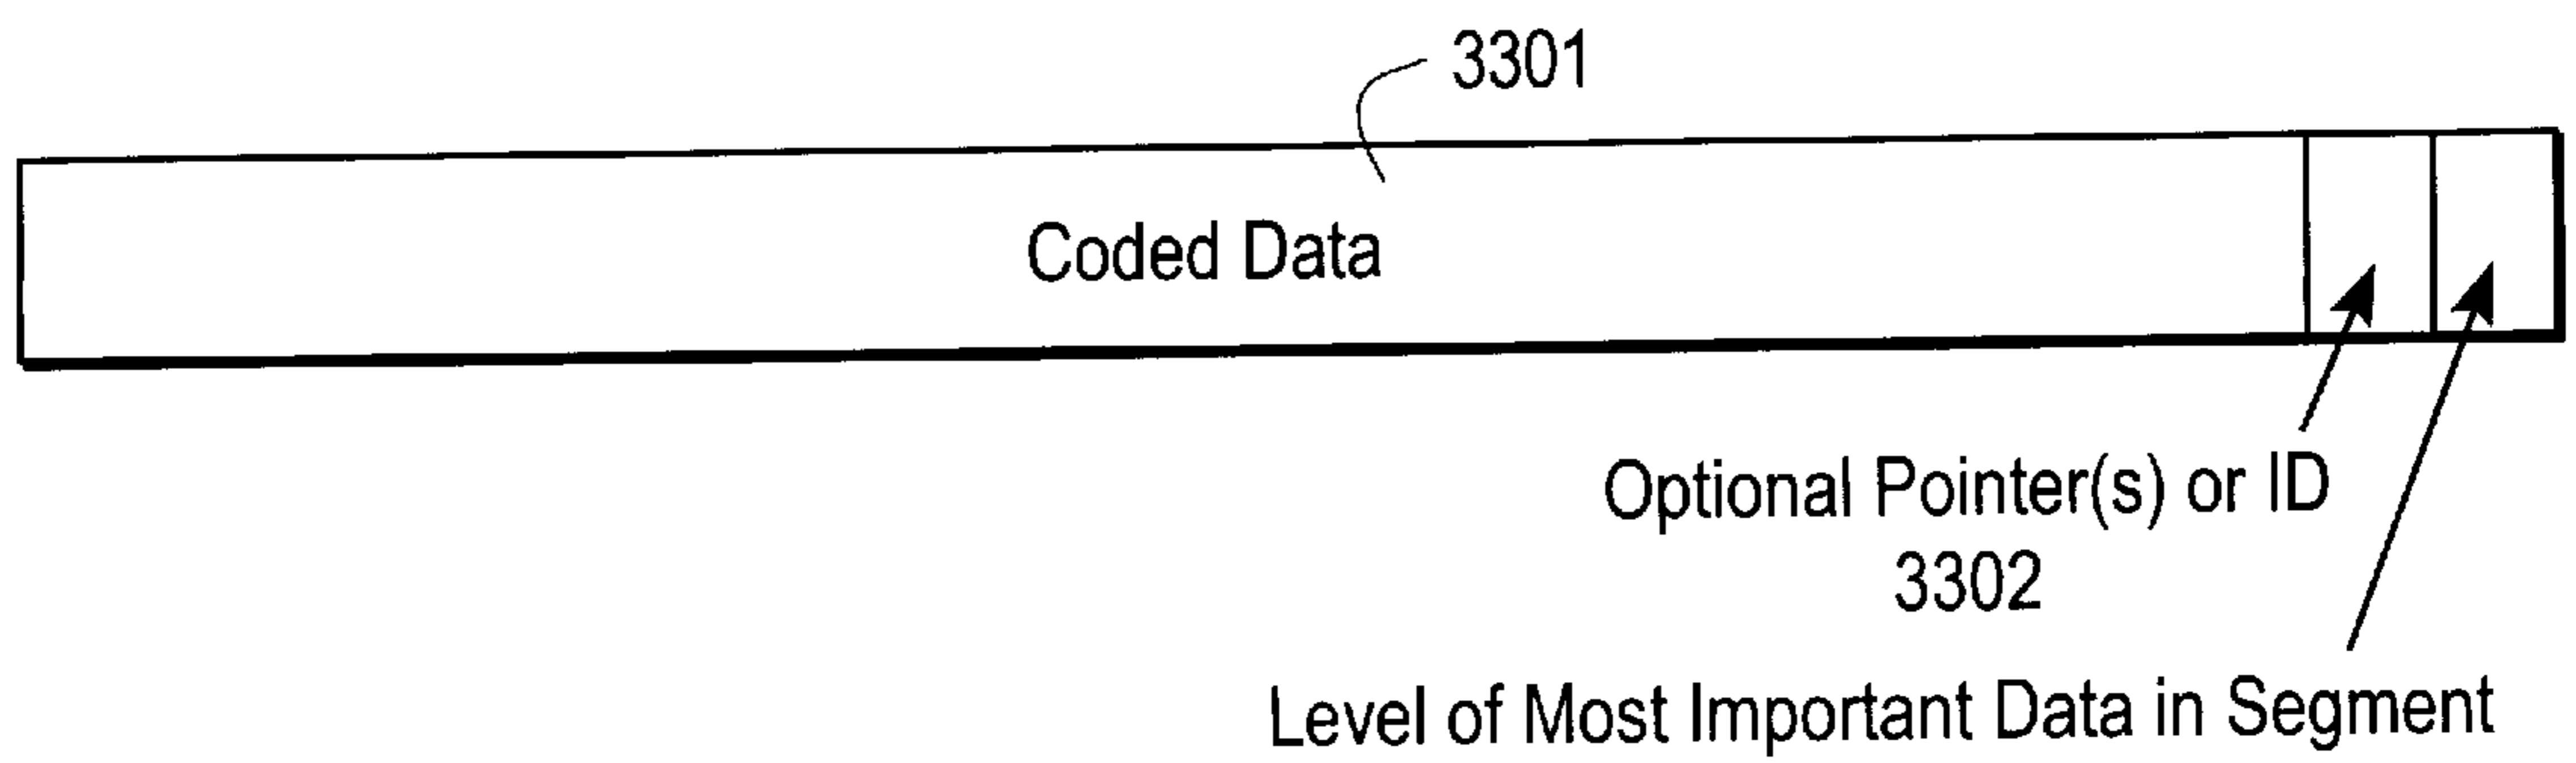 3301
Coded Data
Optional Pointer(s) or ID
3302
Level of Most Important Data in Segment